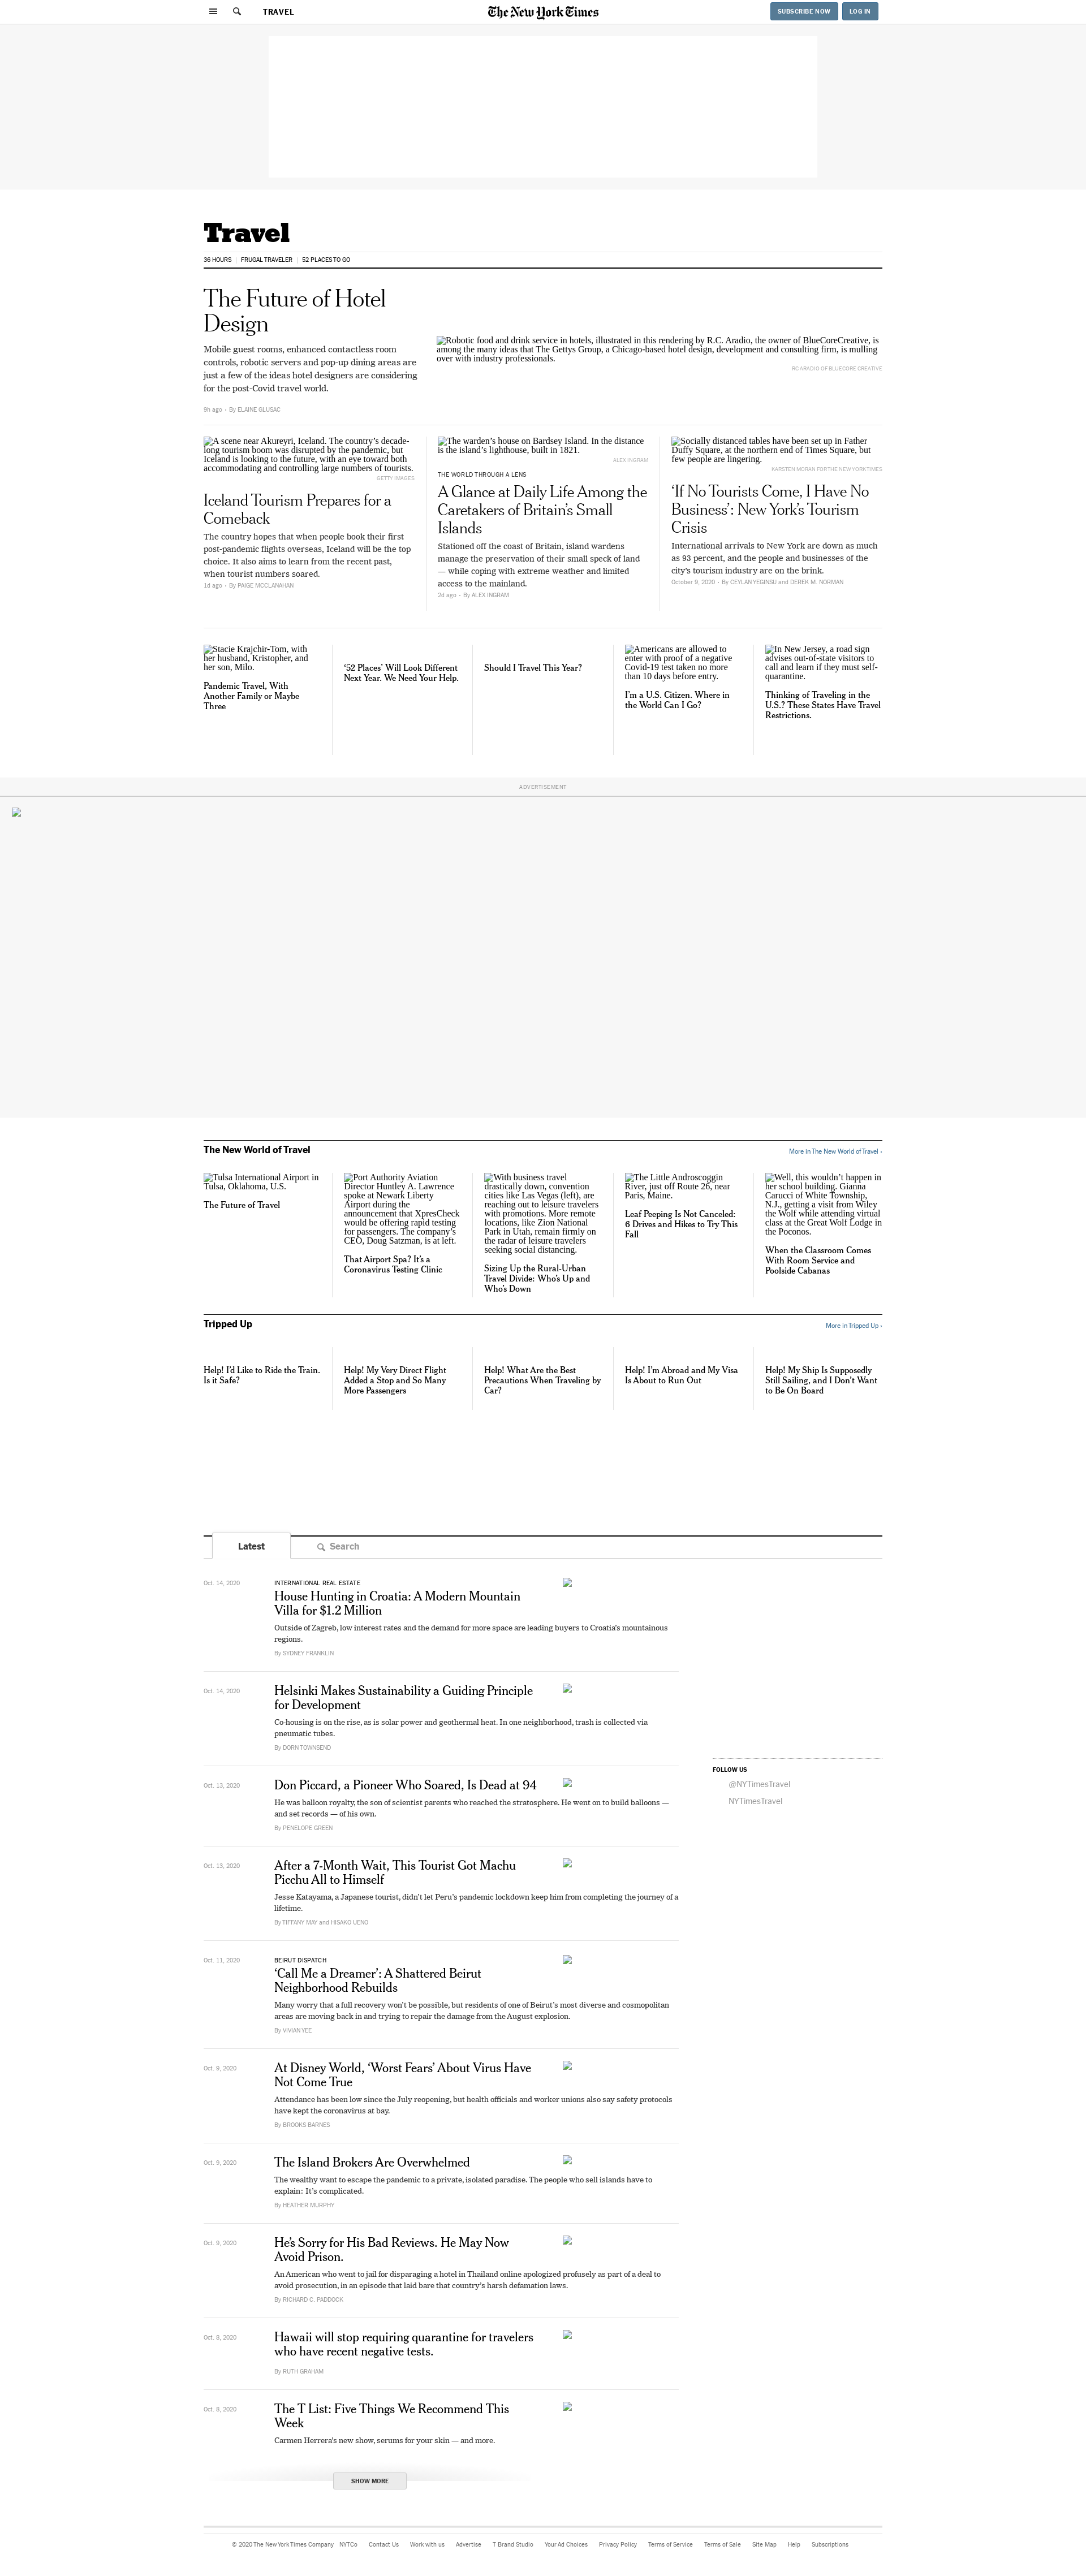 TRAVEL
The New York Times
SUBSCRIBE NOW
LOG IN
Travel
36 HOURS
FRUGAL TRAVELER
52 PLACES TO GO
The Future of Hotel
Design
Mobile guest rooms, enhanced contactless room
controls, robotic servers and pop-up dining areas are
just a few of the ideas hotel designers are considering
for the post-Covid travel world.
9h ago - By ELAINE GLUSAC
Robotic food and drink service in hotels, illustrated in this rendering by R.C. Aradio, the owner of BlueCoreCreative, is
among the many ideas that The Gettys Group, a Chicago-based hotel design, development and consulting firm, is mulling
over with industry professionals.
RC ARADIO OF BLUECORE CREATIVE
A scene near Akureyri, Iceland. The country's decade-
long tourism boom was disrupted by the pandemic, but
Iceland is looking to the future, with an eye toward both
accommodating and controlling large numbers of tourists.
GETTY IMAGES
Iceland Tourism Prepares for a
Comeback
The country hopes that when people book their first
post-pandemic flights overseas, Iceland will be the top
choice. It also aims to learn from the recent past,
when tourist numbers soared.
1d ago - By PAIGE MCCLANAHAN
The warden's house on Bardsey Island. In the distance
is the island's lighthouse, built in 1821.
ALEX INGRAM
THE WORLD THROUGH A LENS
A Glance at Daily Life Among the
Caretakers of Britain's Small
Islands
Stationed off the coast of Britain, island wardens
manage the preservation of their small speck of land
— while coping with extreme weather and limited
access to the mainland.
2d ago - By ALEX INGRAM
Socially distanced tables have been set up in Father
Duffy Square, at the northern end of Times Square, but
few people are lingering.
KARSTEN MORAN FOR THE NEW YORK TIMES
‘If No Tourists Come, I Have No
Business’: New York's Tourism
Crisis
International arrivals to New York are down as much
as 93 percent, and the people and businesses of the
city's tourism industry are on the brink.
October 9, 2020 - By CEYLAN YEGINSU and DEREK M. NORMAN
Stacie Krajchir-Tom, with
her husband, Kristopher, and
her son, Milo.
Pandemic Travel, With
Another Family or Maybe
Three
‘52 Places’ Will Look Different
Next Year. We Need Your Help.
Should I Travel This Year?
Americans are allowed to
enter with proof of a negative
Covid-19 test taken no more
than 10 days before entry.
I'm a U.S. Citizen. Where in
the World Can I Go?
In New Jersey, a road sign
advises out-of-state visitors to
call and learn if they must self-
quarantine.
Thinking of Traveling in the
U.S.? These States Have Travel
Restrictions.
ADVERTISEMENT
The New World of Travel
More in The New World of Travel ›
Tulsa International Airport in
Tulsa, Oklahoma, U.S.
The Future of Travel
Port Authority Aviation
Director Huntley A. Lawrence
spoke at Newark Liberty
Airport during the
announcement that XpresCheck
would be offering rapid testing
for passengers. The company's
CEO, Doug Satzman, is at left.
That Airport Spa? It's a
Coronavirus Testing Clinic
With business travel
drastically down, convention
cities like Las Vegas (left), are
reaching out to leisure travelers
with promotions. More remote
locations, like Zion National
Park in Utah, remain firmly on
the radar of leisure travelers
seeking social distancing.
Sizing Up the Rural-Urban
Travel Divide: Who's Up and
Who's Down
The Little Androscoggin
River, just off Route 26, near
Paris, Maine.
Leaf Peeping Is Not Canceled:
6 Drives and Hikes to Try This
Fall
Well, this wouldn't happen in
her school building. Gianna
Carucci of White Township,
N.J., getting a visit from Wiley
the Wolf while attending virtual
class at the Great Wolf Lodge in
the Poconos.
When the Classroom Comes
With Room Service and
Poolside Cabanas
Tripped Up
More in Tripped Up ›
Help! I'd Like to Ride the Train.
Is it Safe?
Help! My Very Direct Flight
Added a Stop and So Many
More Passengers
Help! What Are the Best
Precautions When Traveling by
Car?
Help! I'm Abroad and My Visa
Is About to Run Out
Help! My Ship Is Supposedly
Still Sailing, and I Don't Want
to Be On Board
Latest
Search
Oct. 14, 2020
INTERNATIONAL REAL ESTATE
House Hunting in Croatia: A Modern Mountain
Villa for $1.2 Million
Outside of Zagreb, low interest rates and the demand for more space are leading buyers to Croatia's mountainous
regions.
By SYDNEY FRANKLIN
Oct. 14, 2020
Helsinki Makes Sustainability a Guiding Principle
for Development
Co-housing is on the rise, as is solar power and geothermal heat. In one neighborhood, trash is collected via
pneumatic tubes.
By DORN TOWNSEND
FOLLOW US
@NYTimesTravel
NYTimesTravel
Oct. 13, 2020
Don Piccard, a Pioneer Who Soared, Is Dead at 94
He was balloon royalty, the son of scientist parents who reached the stratosphere. He went on to build balloons —
and set records — of his own.
By PENELOPE GREEN
Oct. 13, 2020
After a 7-Month Wait, This Tourist Got Machu
Picchu All to Himself
Jesse Katayama, a Japanese tourist, didn't let Peru's pandemic lockdown keep him from completing the journey of a
lifetime.
By TIFFANY MAY and HISAKO UENO
Oct. 11, 2020
BEIRUT DISPATCH
‘Call Me a Dreamer’: A Shattered Beirut
Neighborhood Rebuilds
Many worry that a full recovery won't be possible, but residents of one of Beirut's most diverse and cosmopolitan
areas are moving back in and trying to repair the damage from the August explosion.
By VIVIAN YEE
Oct. 9, 2020
At Disney World, ‘Worst Fears’ About Virus Have
Not Come True
Attendance has been low since the July reopening, but health officials and worker unions also say safety protocols
have kept the coronavirus at bay.
By BROOKS BARNES
Oct. 9, 2020
The Island Brokers Are Overwhelmed
The wealthy want to escape the pandemic to a private, isolated paradise. The people who sell islands have to
explain: It's complicated.
By HEATHER MURPHY
Oct. 9, 2020
He's Sorry for His Bad Reviews. He May Now
Avoid Prison.
An American who went to jail for disparaging a hotel in Thailand online apologized profusely as part of a deal to
avoid prosecution, in an episode that laid bare that country's harsh defamation laws.
By RICHARD C. PADDOCK
Oct. 8, 2020
Hawaii will stop requiring quarantine for travelers
who have recent negative tests.
By RUTH GRAHAM
Oct. 8, 2020
The T List: Five Things We Recommend This
Week
Carmen Herrera's new show, serums for your skin — and more.
SHOW MORE
© 2020 The New York Times Company
NYTCo
Contact Us
Work with us
Advertise
T Brand Studio
Your Ad Choices
Privacy Policy
Terms of Service
Terms of Sale
Site Map
Help
Subscriptions